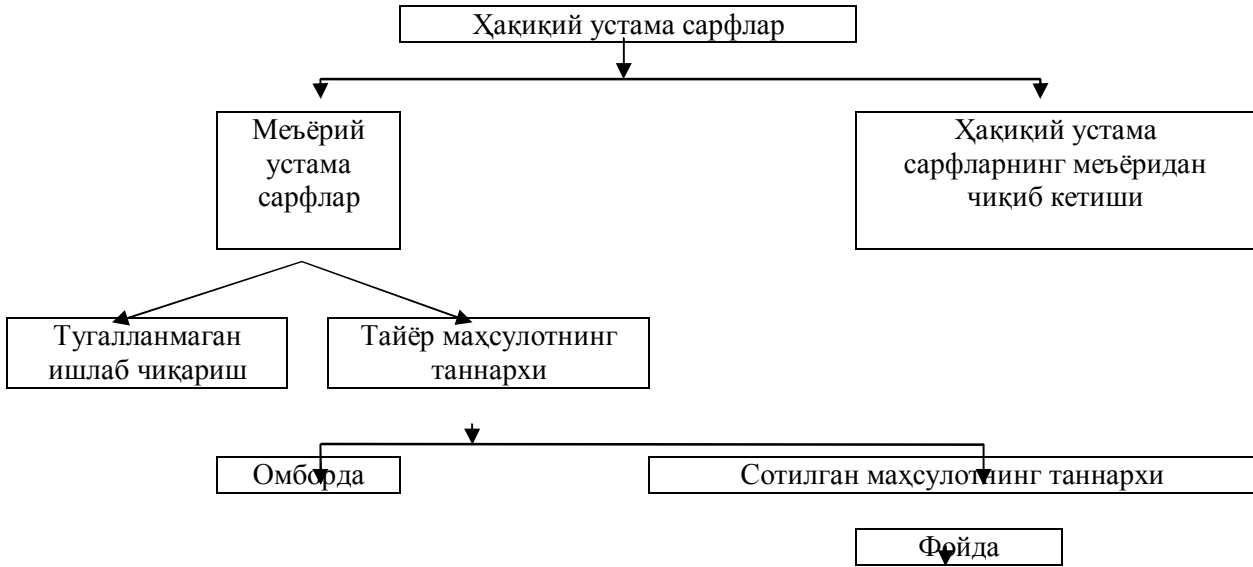 Ҳақиқий устама сарфлар
Меъёрий
устама
сарфлар
Ҳақиқий устама
сарфларнинг меъёридан
чиқиб кетиши
Тугалланмаган
ишлаб чиқариш
Тайёр маҳсулотнинг
таннархи
Омборда
Сотилган маҳсулотнинг таннархи
Фойда